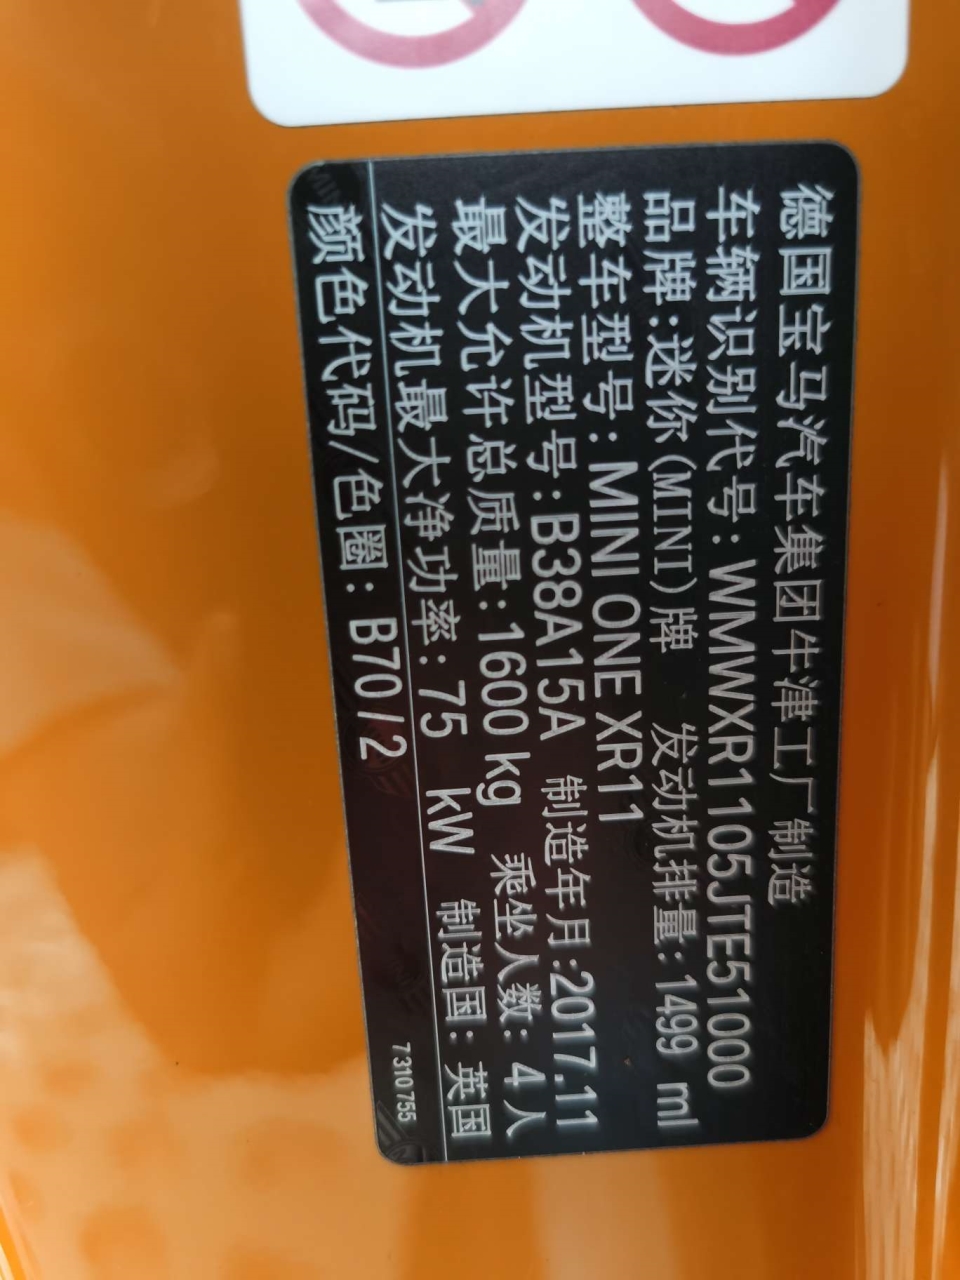 德国宝马汽车集团牛津工厂制造
车辆识别代号: WMWXR1105JTE51000
品牌:迷你(MINI)牌 发动机排量: 1499 ml
整车型号: MINI ONE XR11
发动机型号: B38A15A 制造年月:2017.11
最大允许总质量: 1600 kg 乘坐人数: 4人
发动机最大净功率: 75 kW 制造国: 英国
颜色代码/色圈: B70/2
7310755